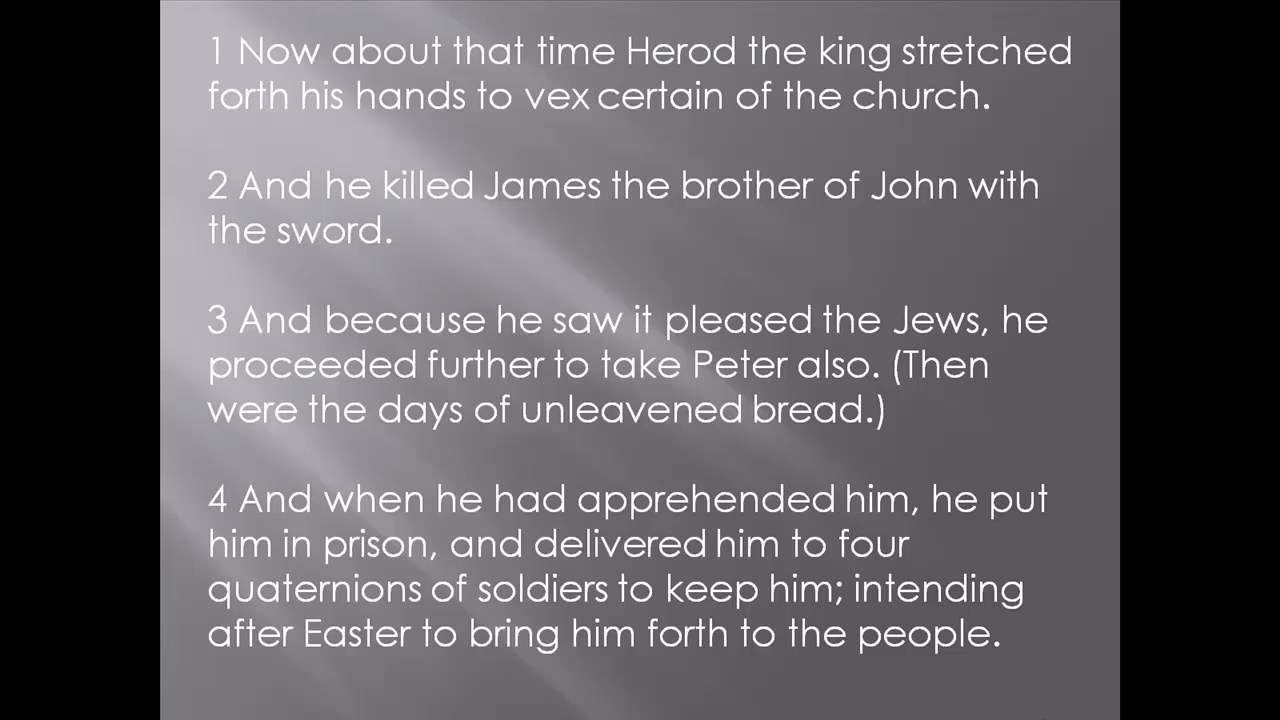 1 Now about that time Herod the king stretched
forth his hands to vex certain of the church.
2 And he killed James the brother of John with
the sword.
3 And because he saw it pleased the Jews, he
proceeded further to take Peter also. (Then
were the days of unleavened bread.)
4 And when he had apprehended him, he put
him in prison, and delivered him to four
quaternions of soldiers to keep him; intending
after Easter to bring him forth to the people.